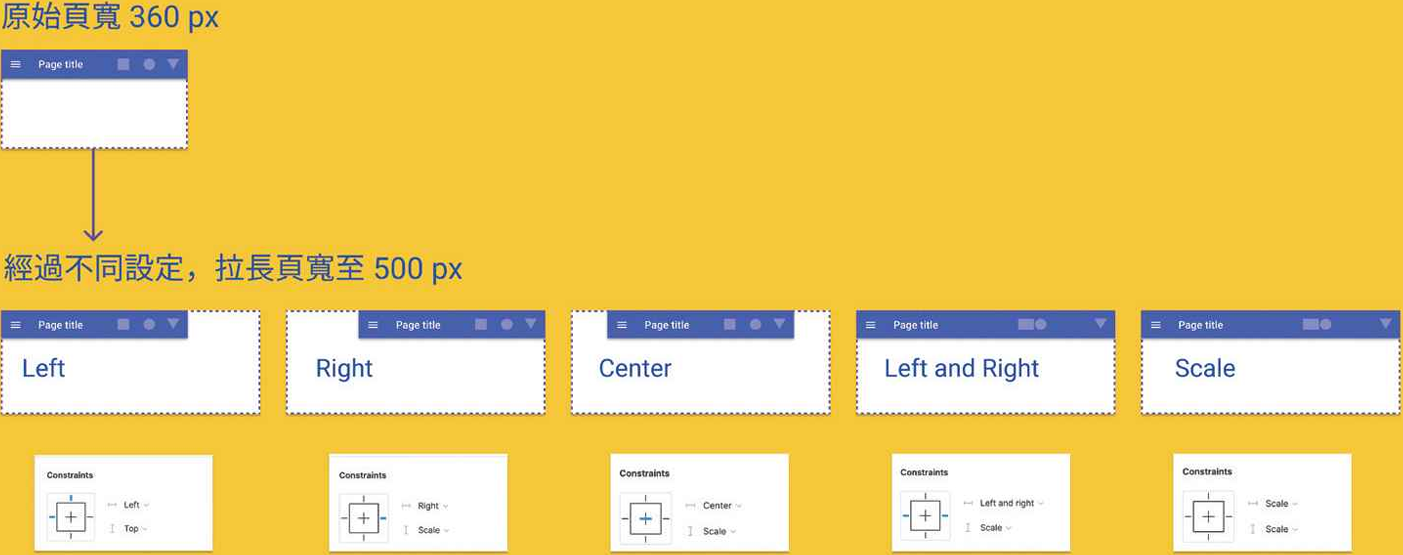 原始頁寬 360 px
Page title
經過不同設定，拉長頁寬至 500 px
Page title
Left
Page title
Right
Page title
Center
Page title
Left and Right
Page title
Scale
Constraints
Left
Top
Constraints
Right
Scale
Constraints
Center
Scale
Constraints
Left and right
Scale
Constraints
Scale
Scale